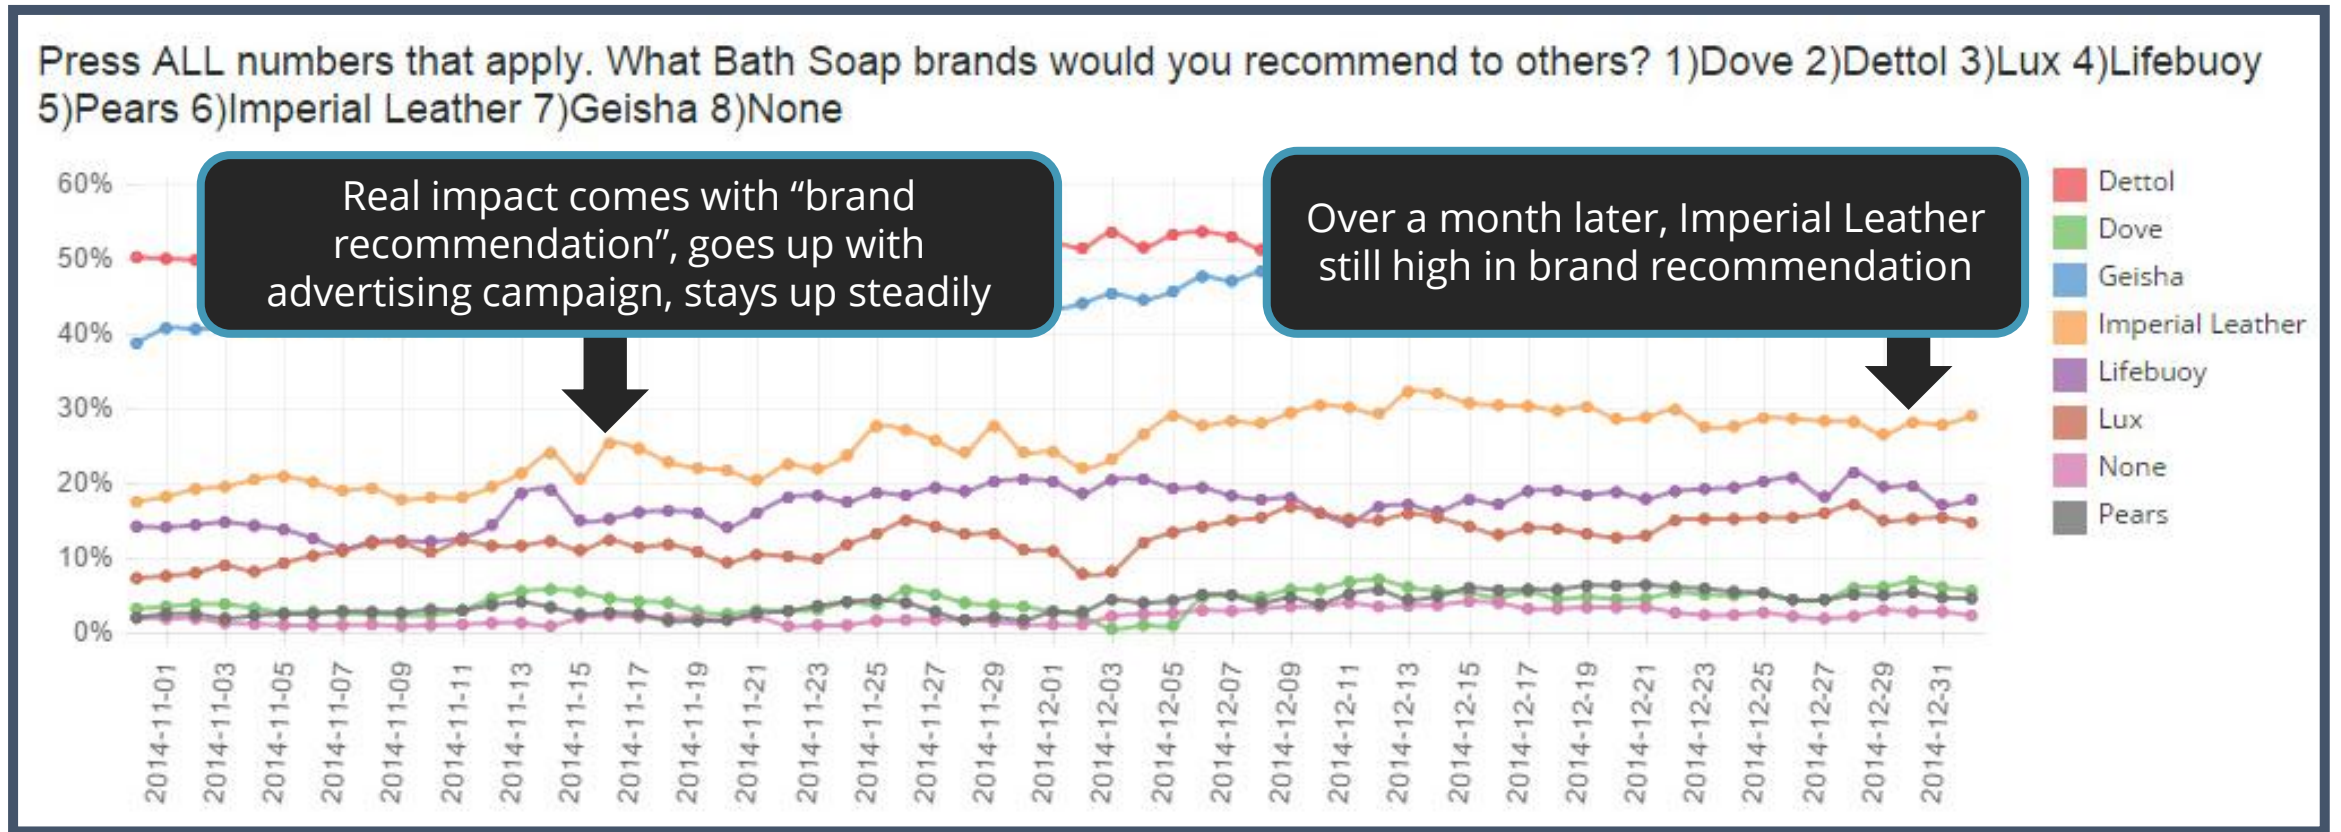 Press ALL numbers that apply. What Bath Soap brands would you recommend to others? 1)Dove 2)Dettol 3)Lux 4)Lifebuoy
5)Pears 6)Imperial Leather 7)Geisha 8)None
Real impact comes with “brand
recommendation”, goes up with
advertising campaign, stays up steadily
Over a month later, Imperial Leather
still high in brand recommendation
60%
50%
40%
30%
20%
10%
0%
Dettol
Dove
Geisha
Imperial Leather
Lifebuoy
Lux
None
Pears
2014-11-01
2014-11-03
2014-11-05
2014-11-07
2014-11-09
2014-11-11
2014-11-13
2014-11-15
2014-11-17
2014-11-19
2014-11-21
2014-11-23
2014-11-25
2014-11-27
2014-11-29
2014-12-01
2014-12-03
2014-12-05
2014-12-07
2014-12-09
2014-12-11
2014-12-13
2014-12-15
2014-12-17
2014-12-19
2014-12-21
2014-12-23
2014-12-25
2014-12-27
2014-12-29
2014-12-31